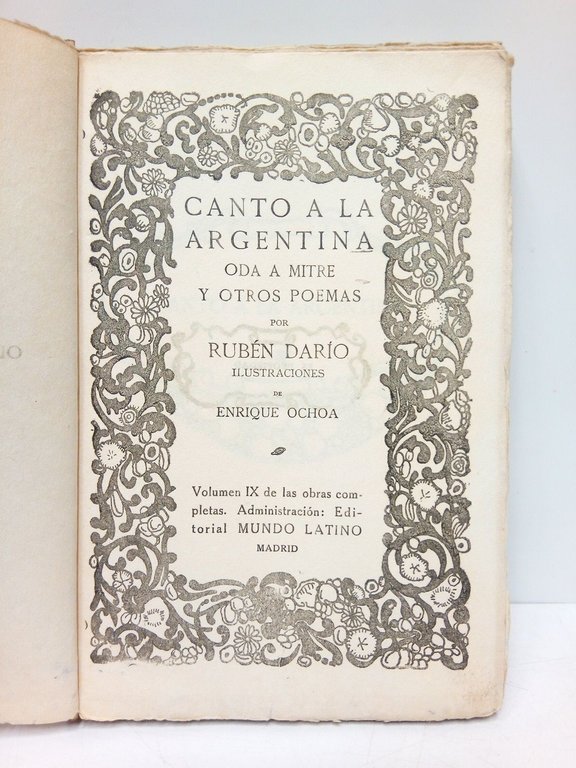 CANTO A LA
ARGENTINA
ODA A MITRE
Y OTROS POEMAS
POR
RUBÉN DARÍO
ILUSTRACIONES
DE
ENRIQUE OCHOA
Volumen IX de las obras com-
pletas. Administración: Edi-
torial MUNDO LATINO
MADRID